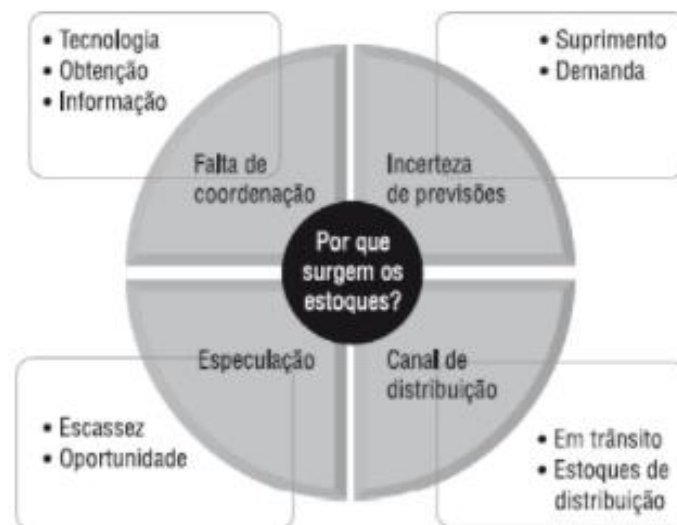 • Tecnologia
• Obtenção
• Informação
• Suprimento
• Demanda
Falta de
coordenação
Incerteza
de previsões
Por que
surgem os
estoques?
Especulação
Canal de
distribuição
• Escassez
• Oportunidade
• Em trânsito
• Estoques de
distribuição